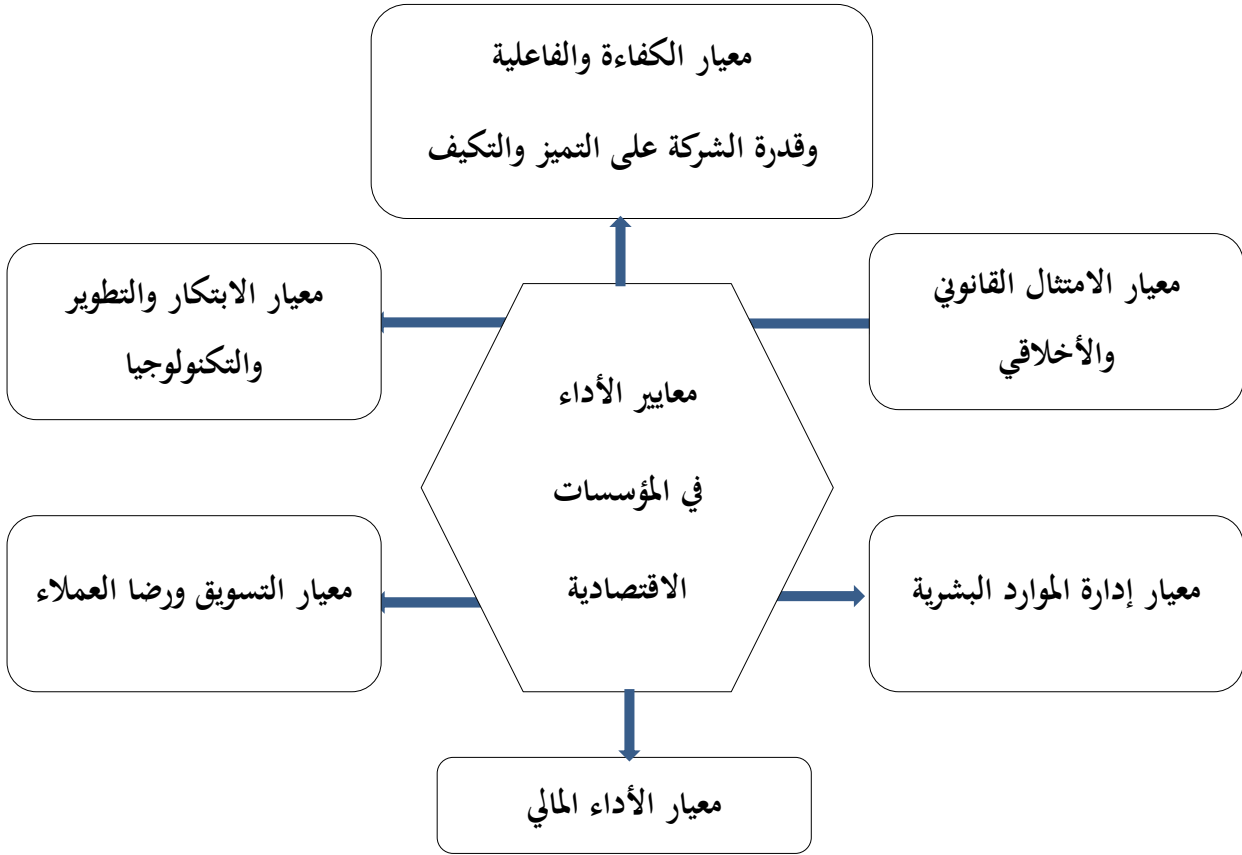 معيار الكفاءة والفاعلية
وقدرة الشركة على التميز والتكيف
معيار الامتثال القانوني
والأخلاقي
معيار الابتكار والتطوير
والتكنولوجيا
معايير الأداء
في المؤسسات
الاقتصادية
معيار إدارة الموارد البشرية
معيار التسويق ورضا العملاء
معيار الأداء المالي